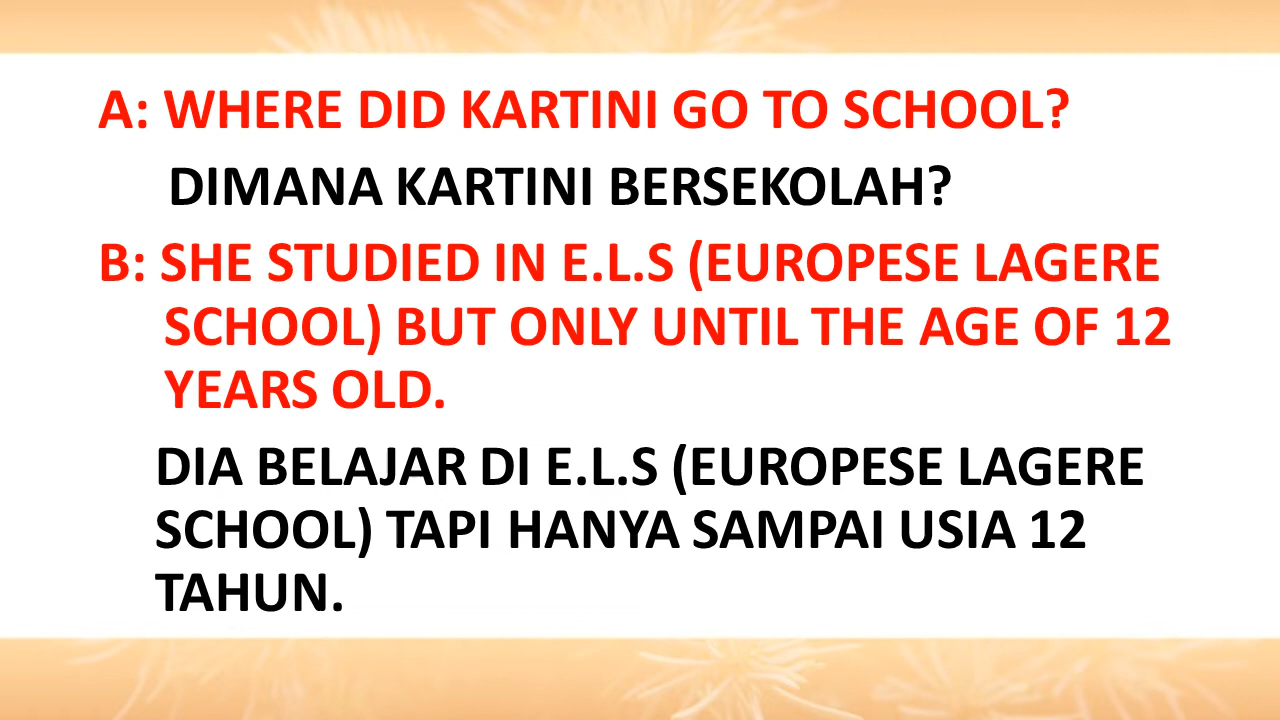 A: WHERE DID KARTINI GO TO SCHOOL?
DIMANA KARTINI BERSEKOLAH?
B: SHE STUDIED IN E.L.S (EUROPESE LAGERE
SCHOOL) BUT ONLY UNTIL THE AGE OF 12
YEARS OLD.
DIA BELAJAR DI E.L.S (EUROPESE LAGERE
SCHOOL) TAPI HANYA SAMPAI USIA 12
TAHUN.